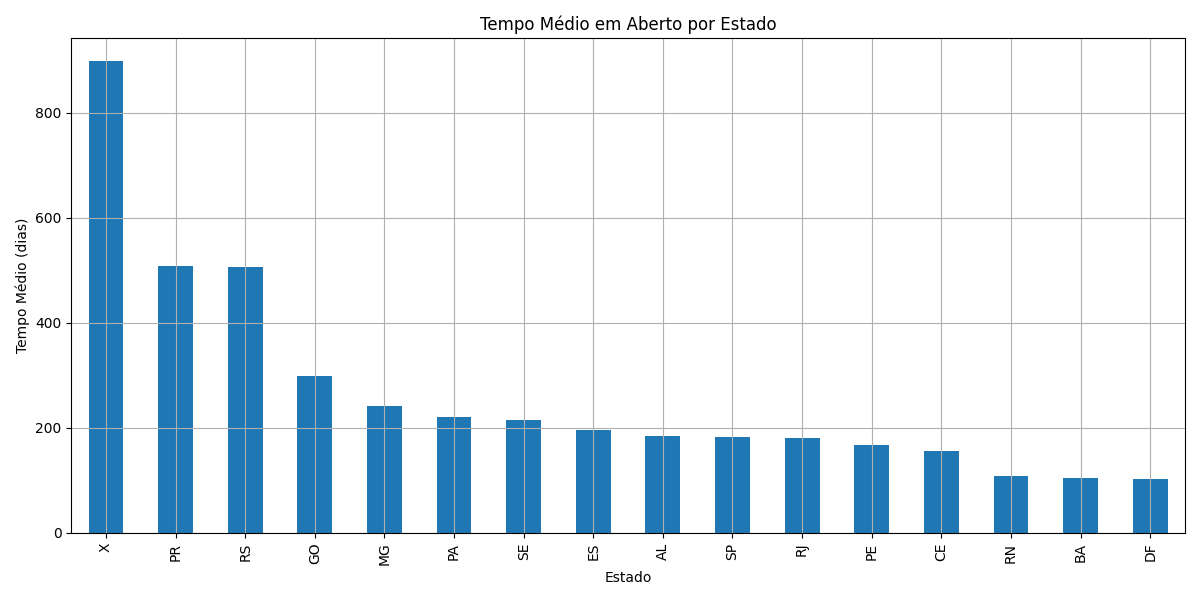 Tempo Médio em Aberto por Estado
Tempo Médio (dias)
800
600
400
200
0
X PR RS GO MG PA SE ES AL SP RJ PE CE RN BA DF
Estado